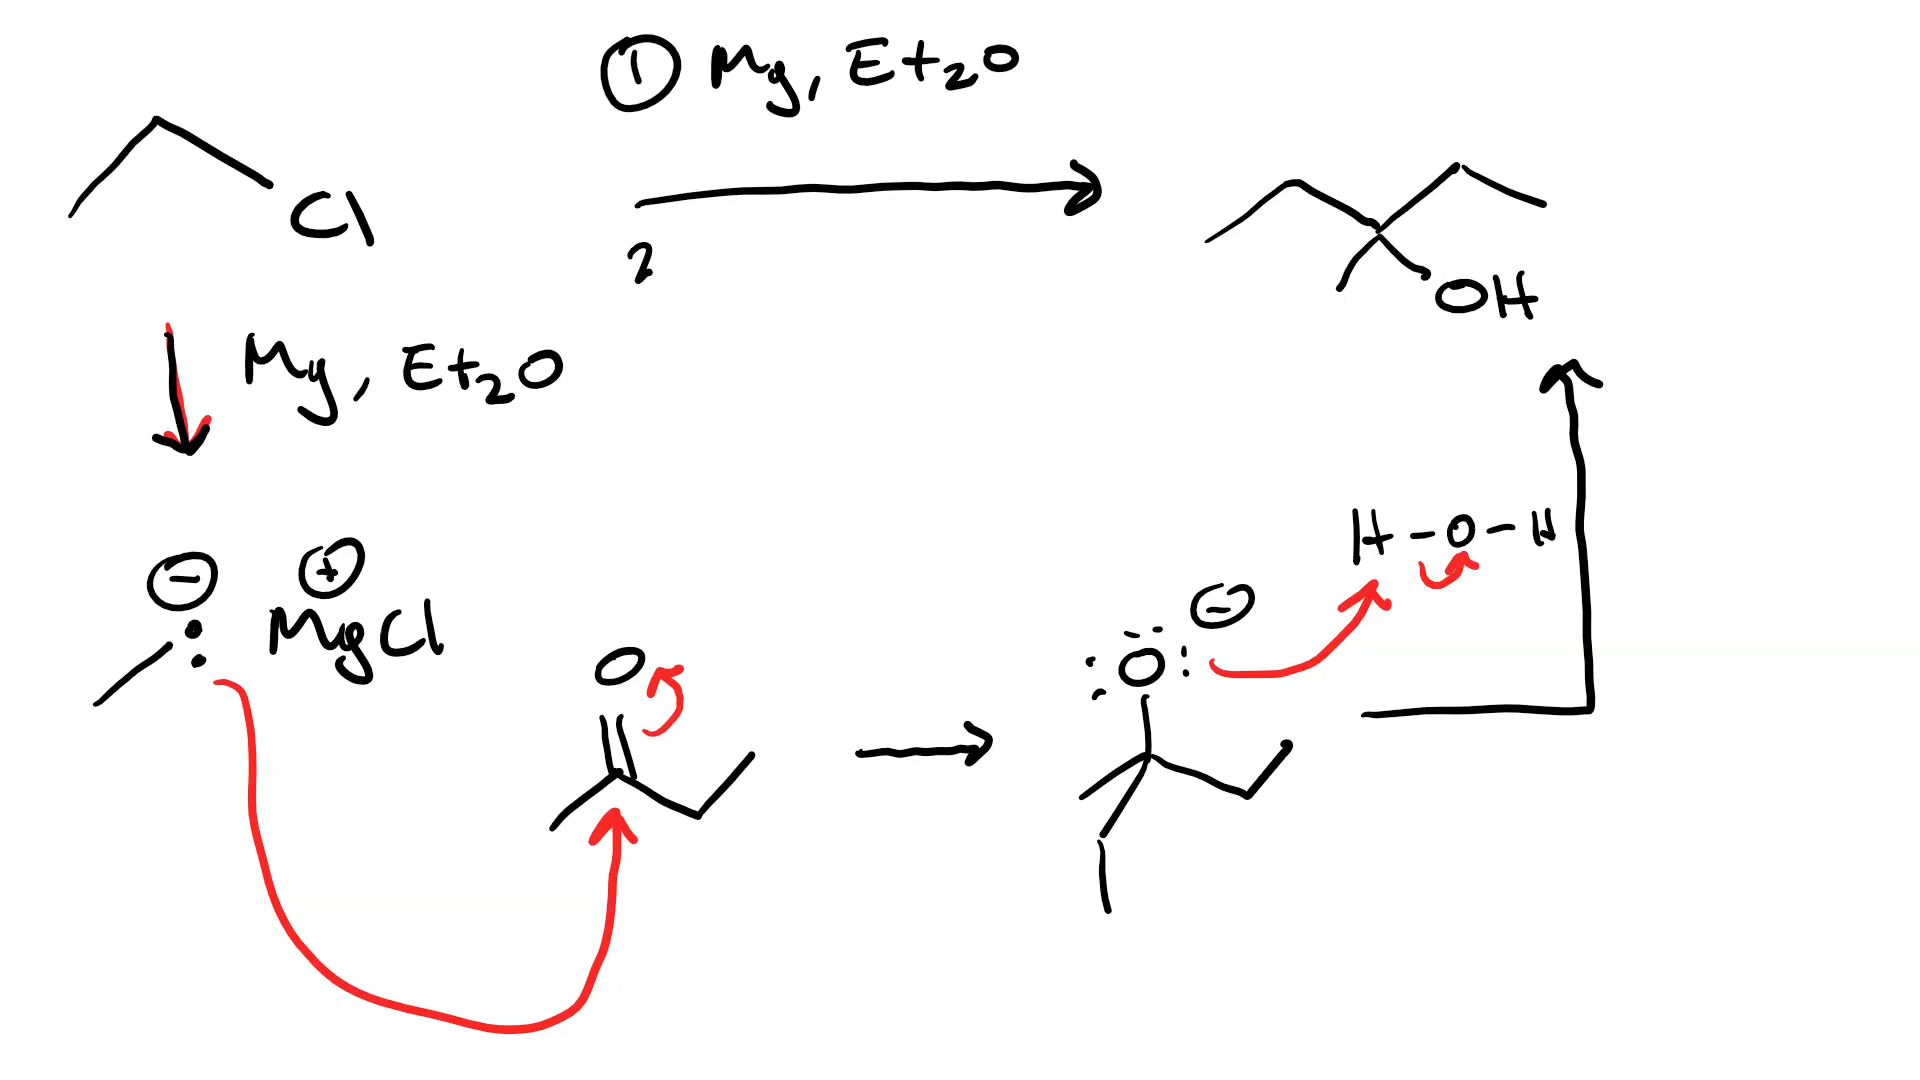 ① Mg, Et₂O
Cl
2
OH
Mg, Et₂O
H-O-H
⊖ ⊕
MgCl
⊖
O
O